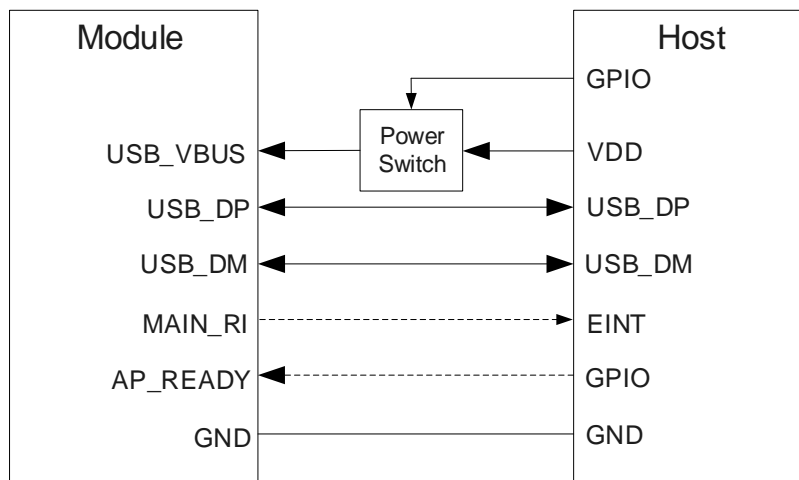 Module
Host
GPIO
USB_VBUS
Power
Switch
VDD
USB_DP
USB_DP
USB_DM
USB_DM
MAIN_RI
EINT
AP_READY
GPIO
GND
GND